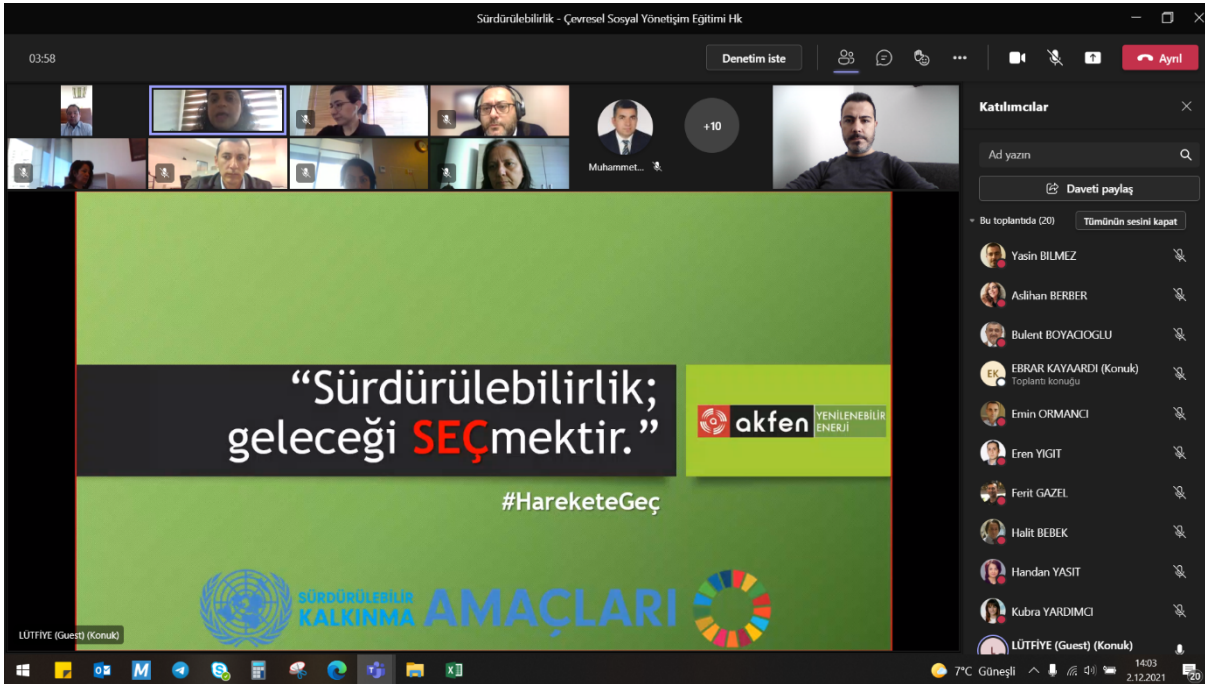 Sürdürülebilirlik - Çevresel Sosyal Yönetişim Eğitimi Hk
03:58
Denetim iste
Ayrıl
Muhammet...
+10
Katılımcılar
Ad yazın
Daveti paylaş
Bu toplantıda (20)
Tümünün sesini kapat
Yasin BILMEZ
Aslihan BERBER
Bulent BOYACIOGLU
EK
EBRAR KAYAARDI (Konuk)
Toplantı konuğu
Emin ORMANCI
Eren YIGIT
Ferit GAZEL
Halit BEBEK
Handan YASIT
Kubra YARDIMCI
LÜTFİYE (Guest) (Konuk)
“Sürdürülebilirlik;
geleceği SEÇmektir.”
akfen
YENİLENEBİLİR
ENERJİ
#HareketeGeç
SÜRDÜRÜLEBİLİR
KALKINMA
AMAÇLARI
LÜTFİYE (Guest) (Konuk)
7°C Güneşli
14:03
2.12.2021
20